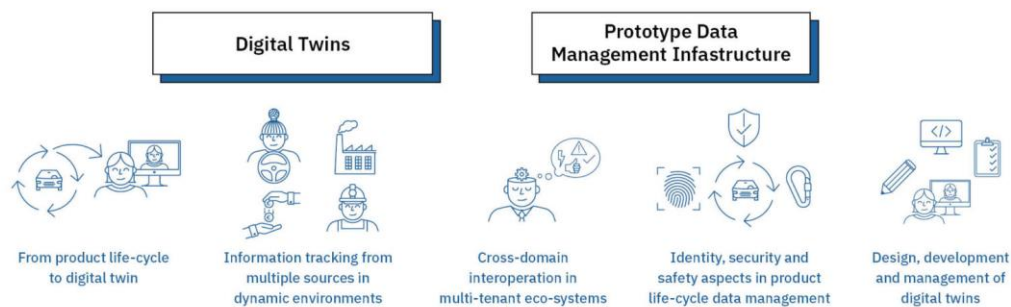 Digital Twins
Prototype Data
Management Infastructure
</>
From product life-cycle
to digital twin
Information tracking from
multiple sources in
dynamic environments
Cross-domain
interoperation in
multi-tenant eco-systems
Identity, security and
safety aspects in product
life-cycle data management
Design, development
and management of
digital twins